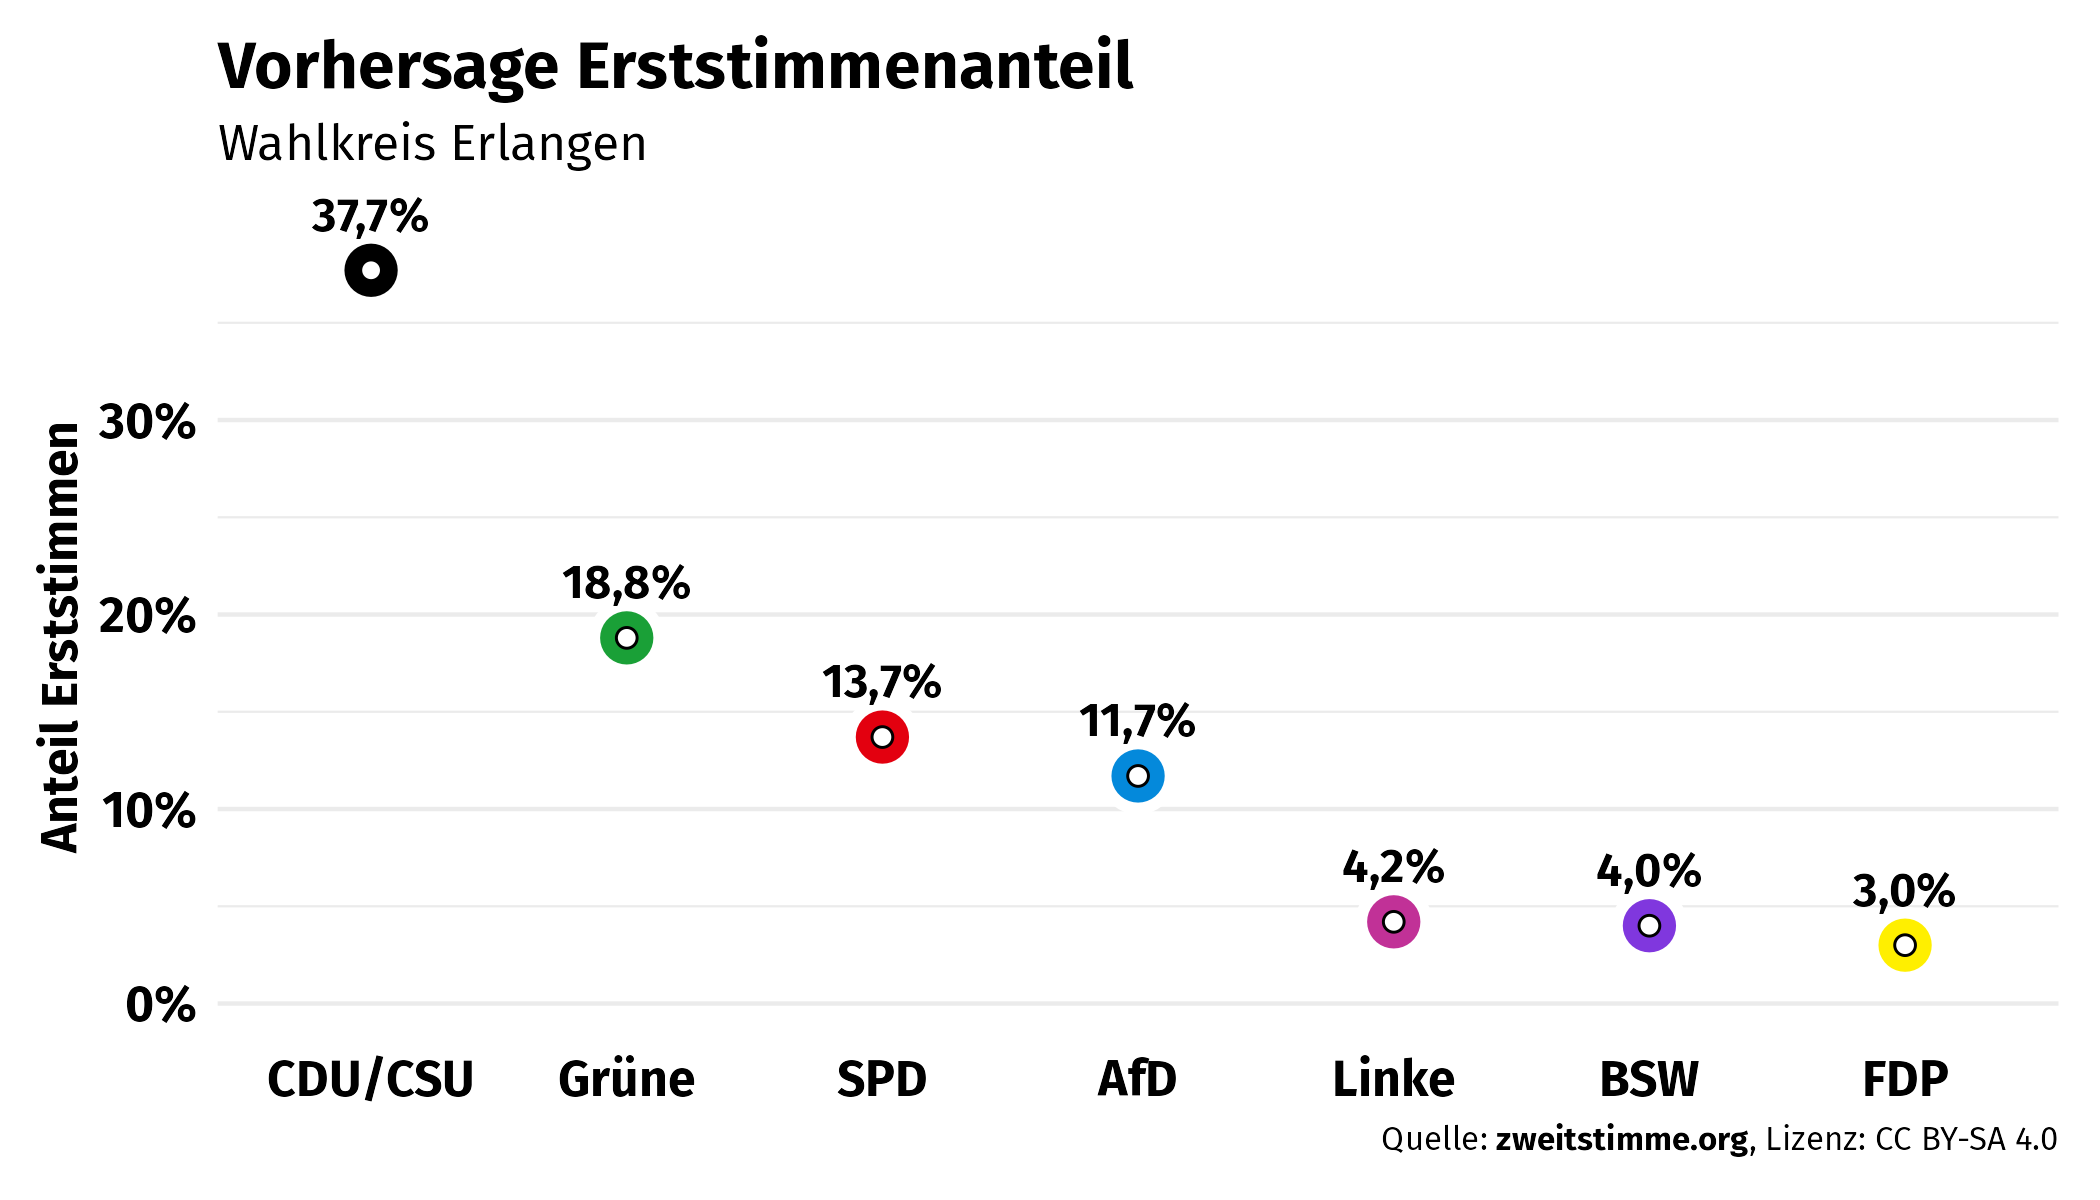 Vorhersage Erststimmenanteil
Wahlkreis Erlangen
37,7%
18,8%
13,7%
11,7%
4,2%
4,0%
3,0%
Anteil Erststimmen
30%
20%
10%
0%
CDU/CSU Grüne SPD AfD Linke BSW FDP
Quelle: zweitstimme.org, Lizenz: CC BY-SA 4.0